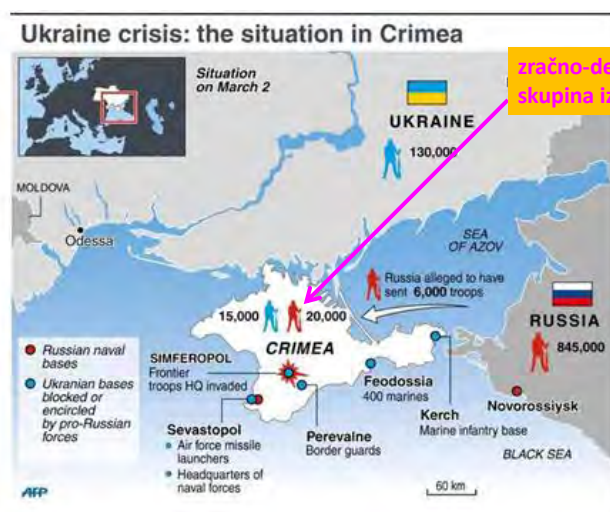 Ukraine crisis: the situation in Crimea
Situation
on March 2
zračno-de
skupina iz
UKRAINE
130,000
MOLDOVA
Odessa
SEA
OF AZOV
Russia alleged to have
sent 6,000 troops
15,000
20,000
RUSSIA
845,000
CRIMEA
Russian naval
bases
Ukranian bases
blocked or
encircled
by pro-Russian
forces
SIMFEROPOL
Frontier
troops HQ invaded
Feodossia
400 marines
Kerch
Marine infantry base
Novorossiysk
Sevastopol
Air force missile
launchers
Headquarters of
naval forces
Perevalne
Border guards
BLACK SEA
AFP
60 km